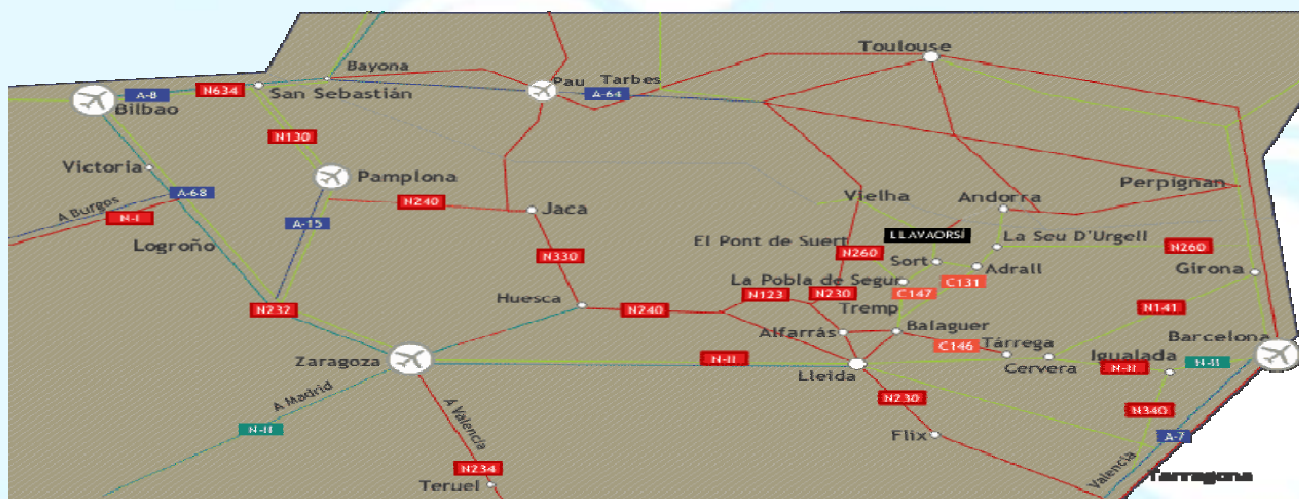 Toulouse
Bayona
Pau
Tarbes
A-8
N634
San Sebastián
A-64
Bilbao
N130
Victoria
Pamplona
A-68
A Burgos
N-I
A-15
N240
Jaca
Vielha
Andorra
Perpignan
Logroño
El Pont de Suert
LLAVAORSÍ
La Seu D'Urgell
N330
N260
N260
Sort
Adrall
Girona
La Pobla de Segur
C131
N232
Huesca
N240
N123
N230
C147
Tremp
N141
Zaragoza
Alfarrás
Balaguer
C146
Tárrega
Barcelona
N-II
Lleida
Cervera
Igualada
N-II
N-II
A Madrid
A Valencia
N230
N340
N-II
Flix
A-7
N234
Valencia
Teruel
Tarragona